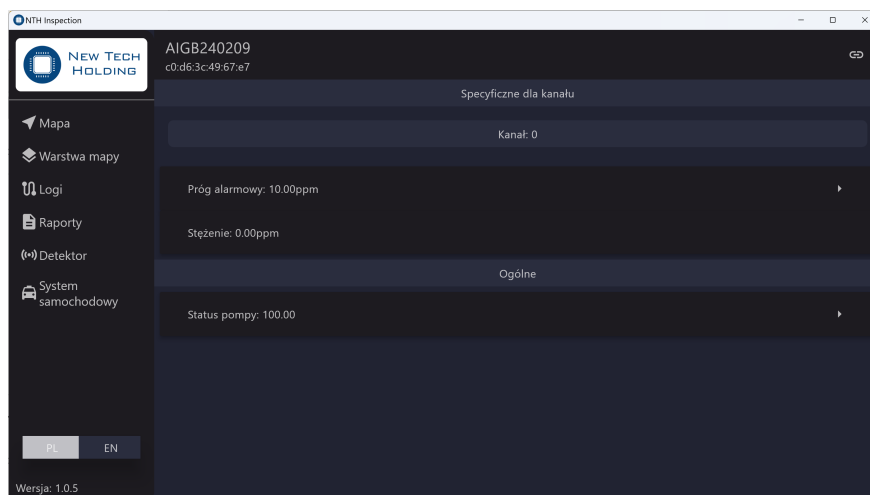 NTH Inspection
NEW TECH
HOLDING
AIGB240209
c0:d6:3c:49:67:e7
Specyficzne dla kanału
Kanał: 0
Mapa
Warstwa mapy
Logi
Raporty
Detektor
System
samochodowy
Próg alarmowy: 10.00ppm
Stężenie: 0.00ppm
Ogólne
Status pompy: 100.00
PL
EN
Wersja: 1.0.5